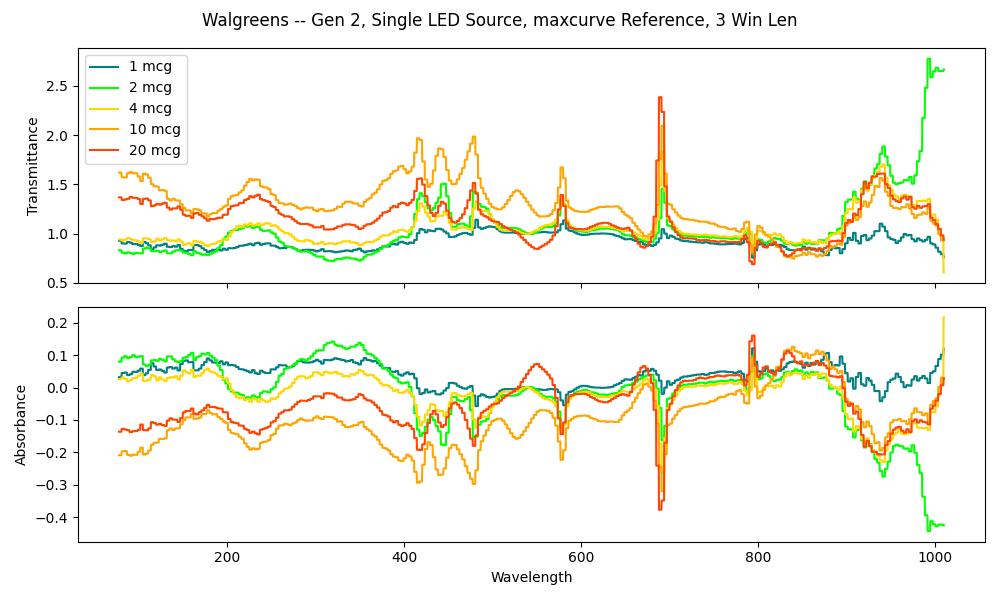 Walgreens -- Gen 2, Single LED Source, maxcurve Reference, 3 Win Len
Transmittance
2.5
2.0
1.5
1.0
0.5
1 mcg
2 mcg
4 mcg
10 mcg
20 mcg
Absorbance
0.2
0.1
0.0
−0.1
−0.2
−0.3
−0.4
200
400
600
800
1000
Wavelength